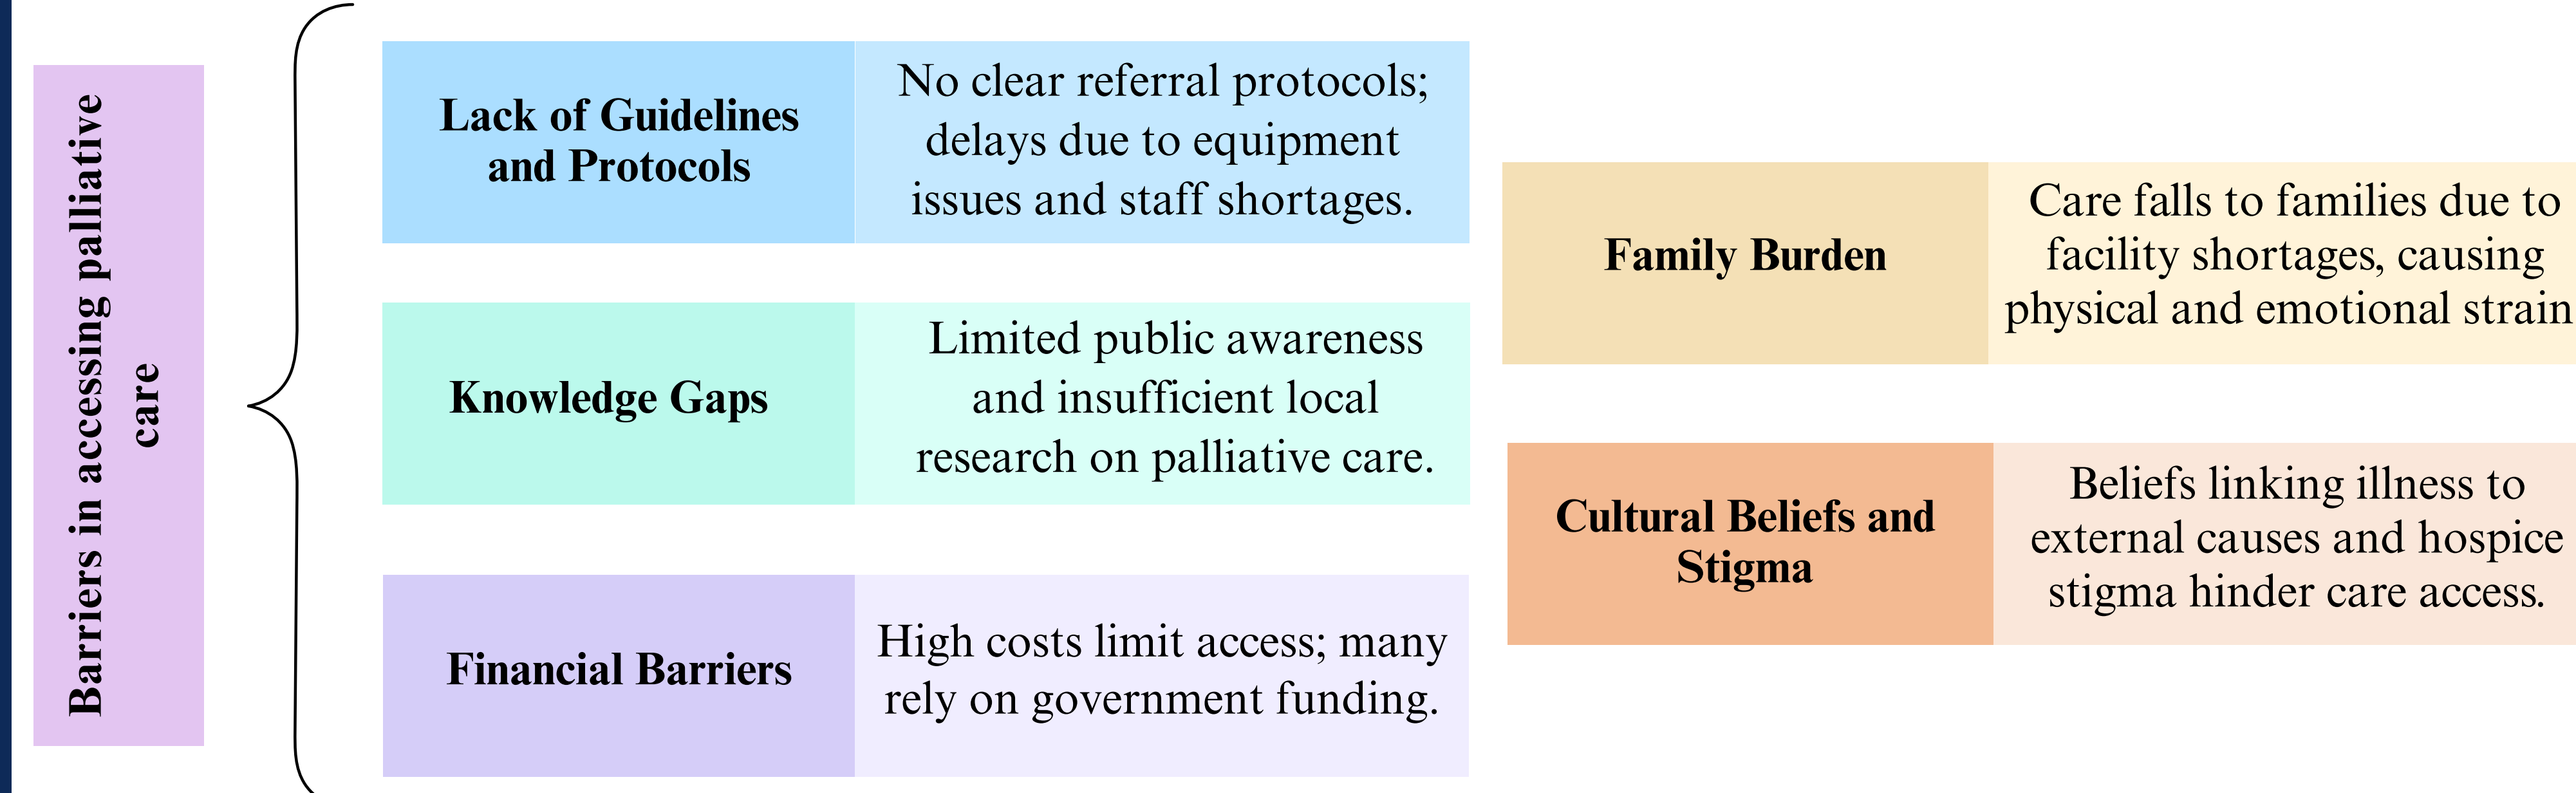 Barriers in accessing palliative
care
Lack of Guidelines
and Protocols
No clear referral protocols;
delays due to equipment
issues and staff shortages.
Knowledge Gaps
Limited public awareness
and insufficient local
research on palliative care.
Financial Barriers
High costs limit access; many
rely on government funding.
Family Burden
Care falls to families due to
facility shortages, causing
physical and emotional strain
Cultural Beliefs and
Stigma
Beliefs linking illness to
external causes and hospice
stigma hinder care access.